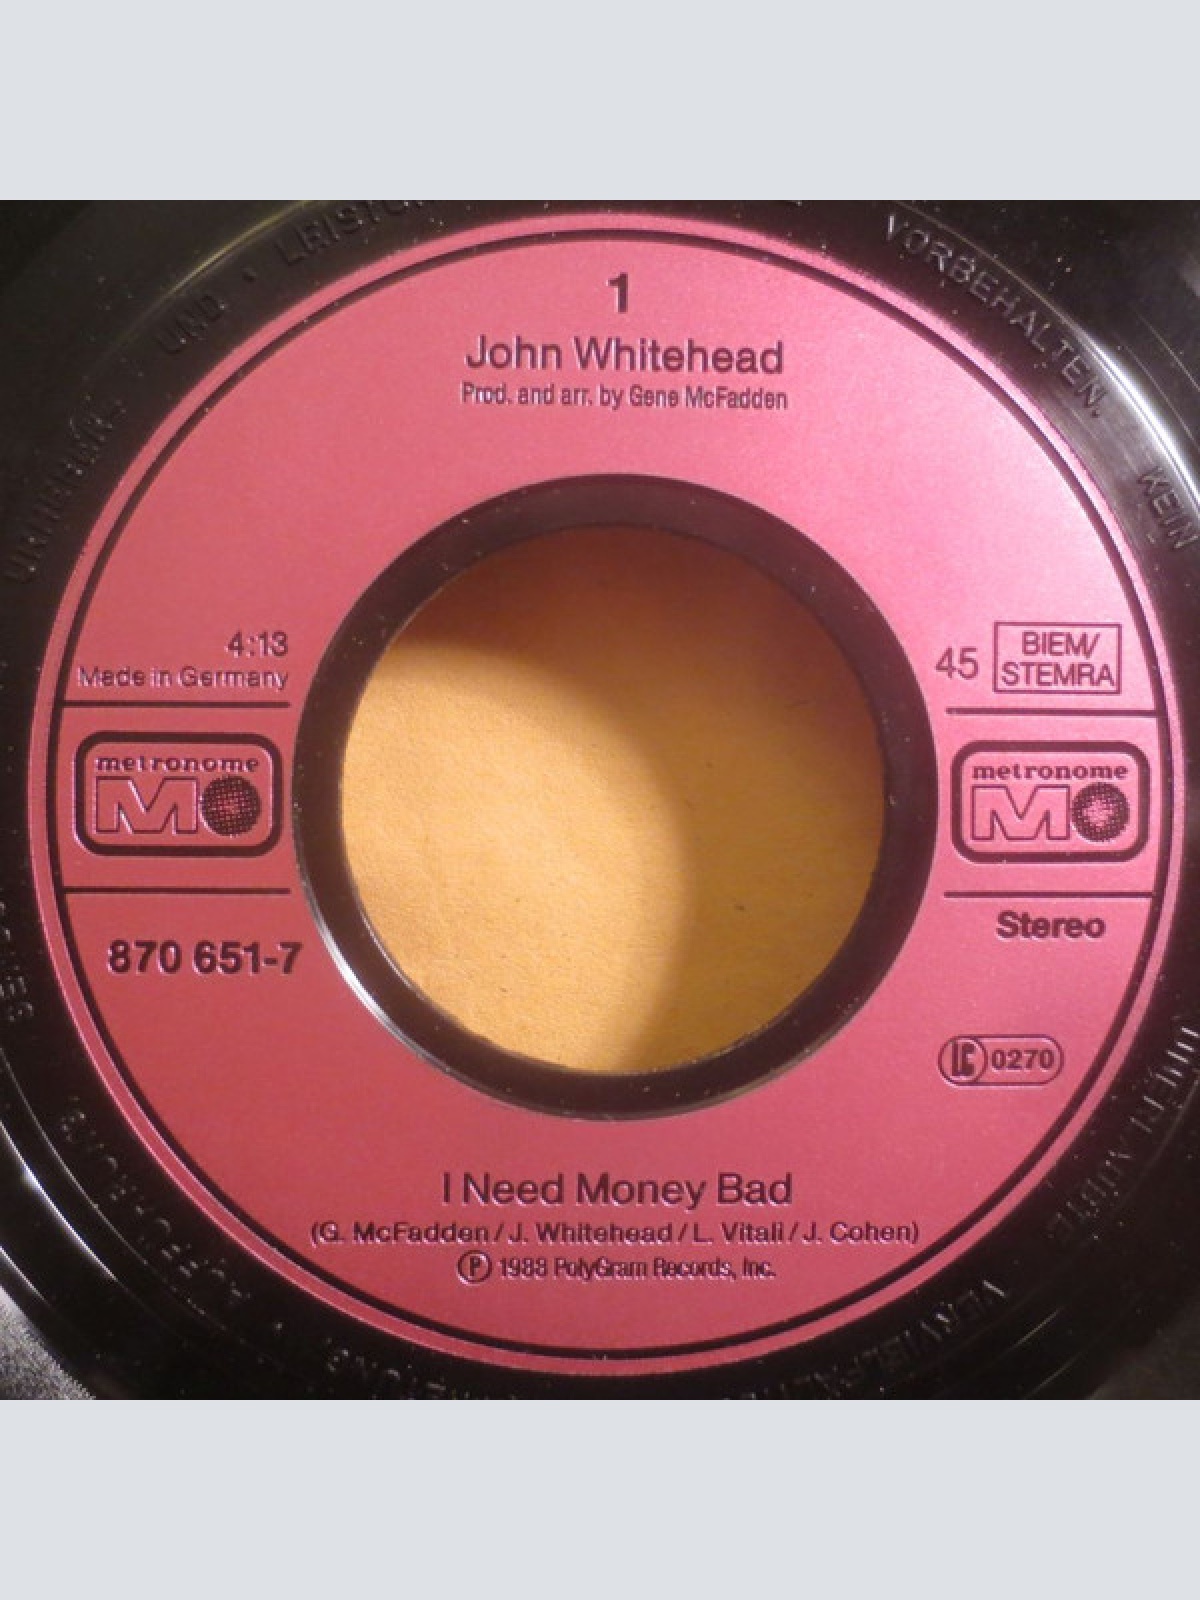 VORBEHALTEN.
KEIN
UND
1
John Whitehead
Prod. and arr. by Gene McFadden
4:13
Made in Germany
45 BIEM/
STEMRA
metronome
M
metronome
M
870 651-7
Stereo
LC 0270
I Need Money Bad
(G. McFadden / J. Whitehead / L. Vitali / J. Cohen)
Ⓟ 1988 PolyGram Records, Inc.